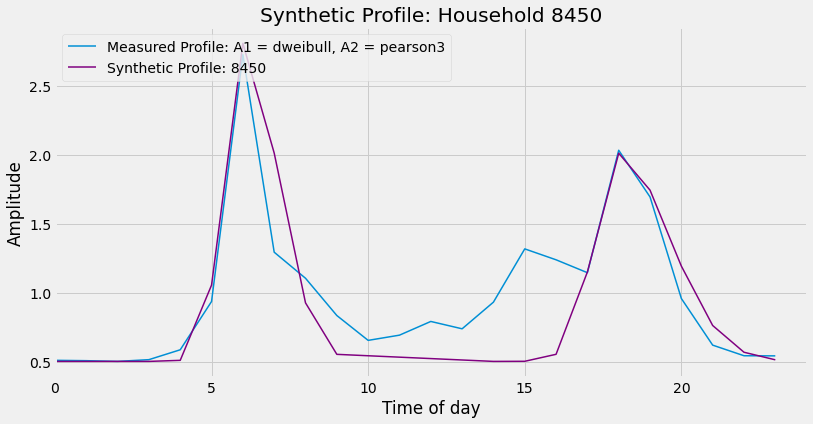 Synthetic Profile: Household 8450
Measured Profile: A1 = dweibull, A2 = pearson3
Synthetic Profile: 8450
Amplitude
2.5
2.0
1.5
1.0
0.5
0 5 10 15 20
Time of day